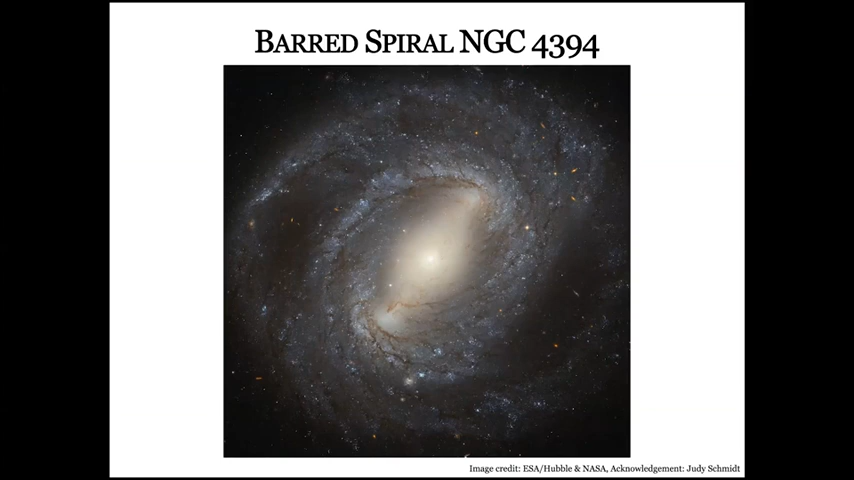 Barred Spiral NGC 4394
Image credit: ESA/Hubble & NASA, Acknowledgement: Judy Schmidt